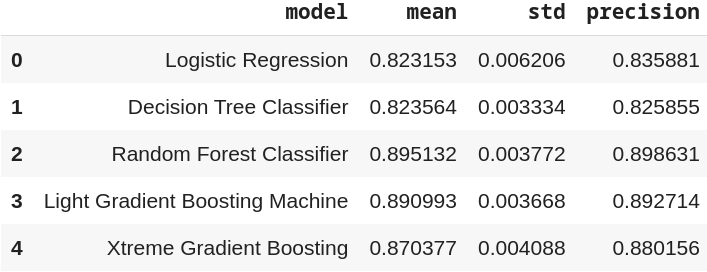 model mean std precision
0 Logistic Regression 0.823153 0.006206 0.835881
1 Decision Tree Classifier 0.823564 0.003334 0.825855
2 Random Forest Classifier 0.895132 0.003772 0.898631
3 Light Gradient Boosting Machine 0.890993 0.003668 0.892714
4 Xtreme Gradient Boosting 0.870377 0.004088 0.880156